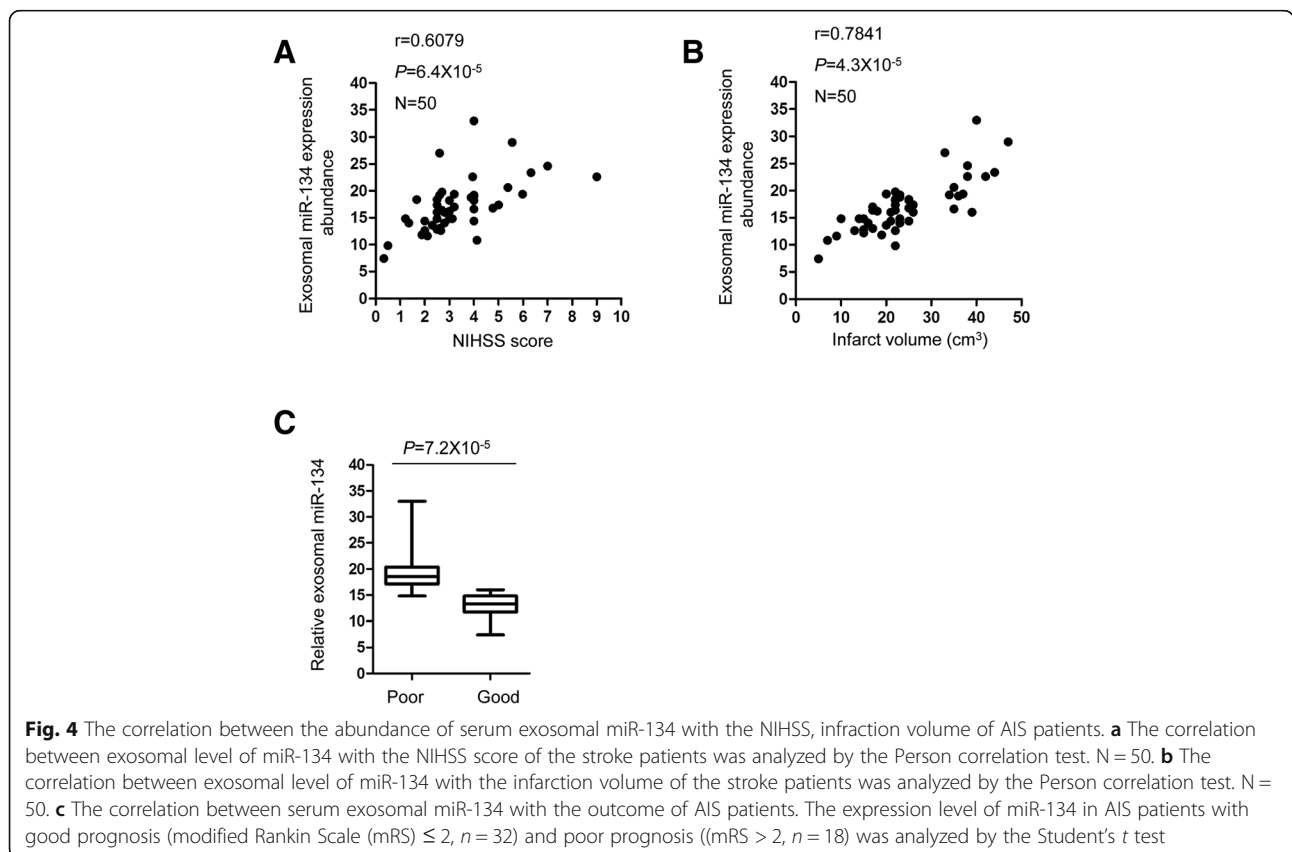 A
r=0.6079
P=6.4X10-5
N=50
Exosomal miR-134 expression
abundance
40
35
30
25
20
15
10
5
0
0 1 2 3 4 5 6 7 8 9 10
NIHSS score
B
r=0.7841
P=4.3X10-5
N=50
Exosomal miR-134 expression
abundance
40
35
30
25
20
15
10
5
0
0 10 20 30 40 50
Infarct volume (cm3)
C
P=7.2X10-5
Relative exosomal miR-134
40
35
30
25
20
15
10
5
0
Poor Good
Fig. 4 The correlation between the abundance of serum exosomal miR-134 with the NIHSS, infraction volume of AIS patients. a The correlation
between exosomal level of miR-134 with the NIHSS score of the stroke patients was analyzed by the Person correlation test. N = 50. b The
correlation between exosomal level of miR-134 with the infarction volume of the stroke patients was analyzed by the Person correlation test. N =
50. c The correlation between serum exosomal miR-134 with the outcome of AIS patients. The expression level of miR-134 in AIS patients with
good prognosis (modified Rankin Scale (mRS) ≤ 2, n = 32) and poor prognosis ((mRS > 2, n = 18) was analyzed by the Student's t test